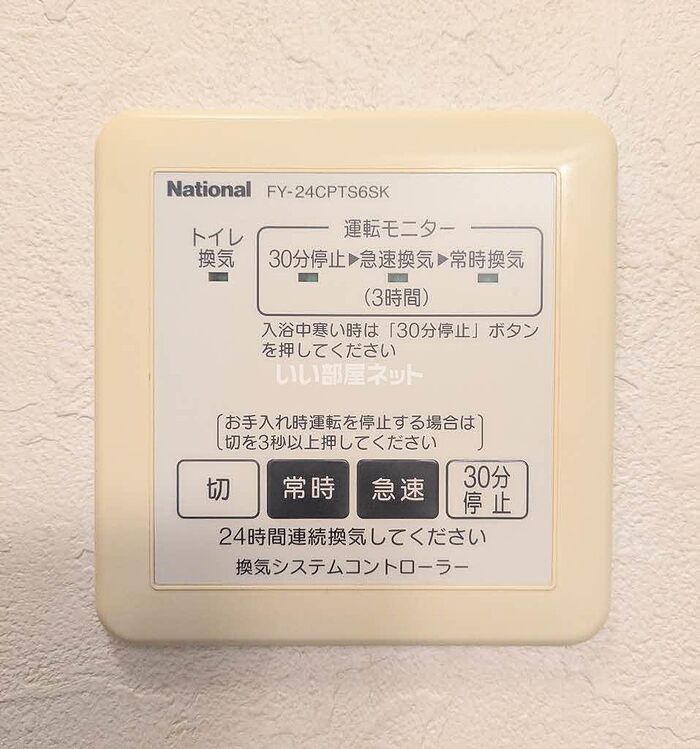 National FY-24CPTS6SK
運転モニター
トイレ
換気
30分停止▶急速換気▶常時換気
(3時間)
入浴中寒い時は「30分停止」ボタン
を押してください
いい部屋ネット
お手入れ時運転を停止する場合は
切を3秒以上押してください
切 常時 急速 30分
停止
24時間連続換気してください
換気システムコントローラー